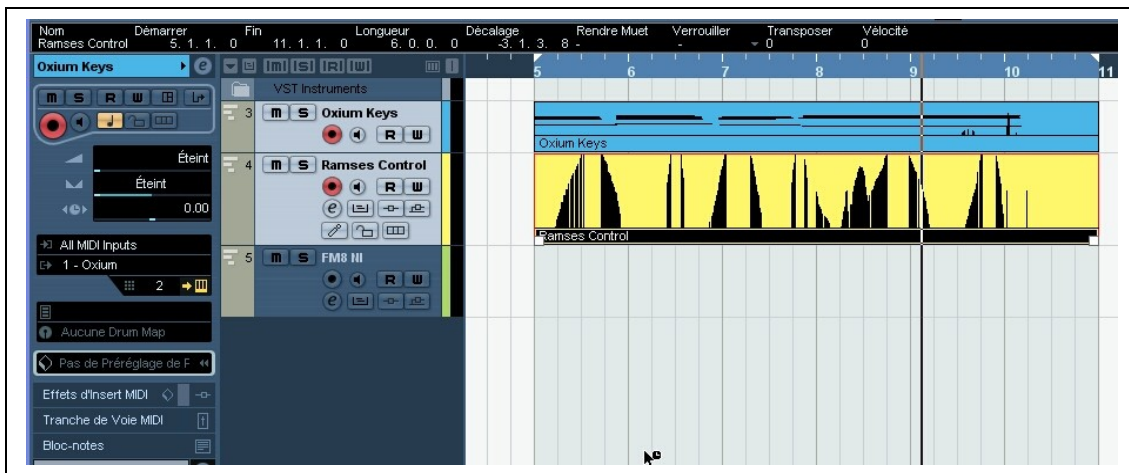 Nom Démarrer Fin Longueur Décalage Rendre Muet Verrouiller Transposer Vélocité
Ramses Control 5. 1. 1. 0 11. 1. 1. 0 6. 0. 0. 0 -3. 1. 3. 8 - - 0 0
Oxium Keys e M S R W
5 6 7 8 9 10 11
VST Instruments
M S R W
3 M S Oxium Keys
R W
Oxium Keys
Éteint
4 M S Ramses Control
Éteint
R W
0.00
e
Ramses Control
All MIDI Inputs
1 - Oxium
5 M S FM8 NI
2
R W
e
Aucune Drum Map
Pas de Préréglage de F
Effets d'Insert MIDI
Tranche de Voie MIDI
Bloc-notes